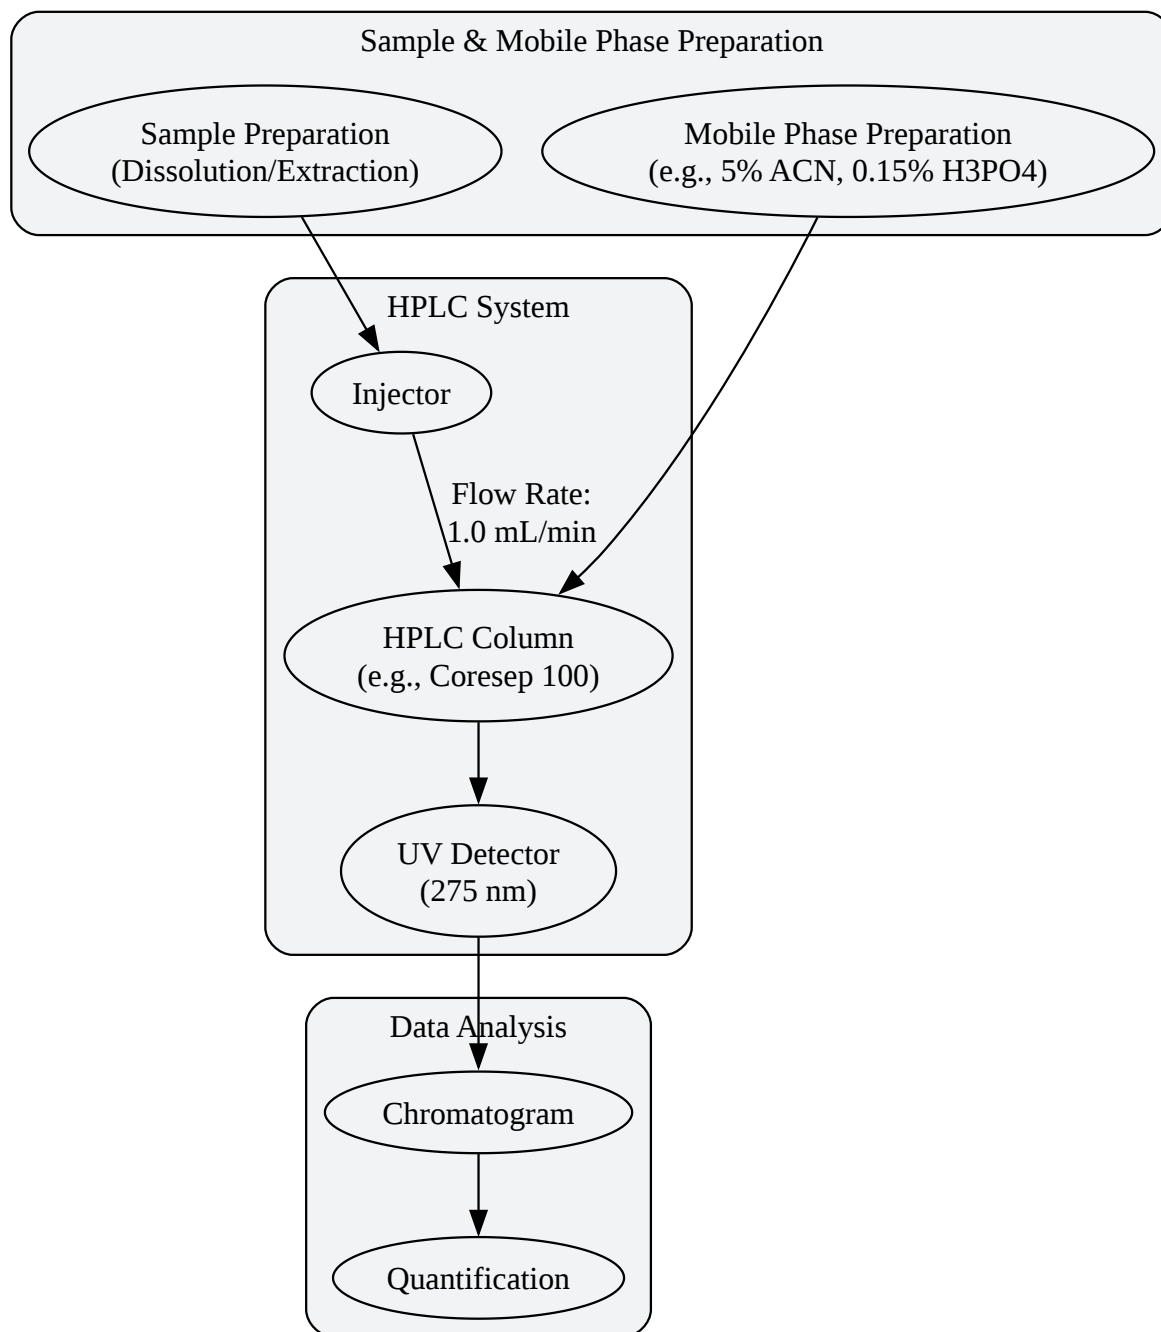 Sample & Mobile Phase Preparation
Sample Preparation
(Dissolution/Extraction)
Mobile Phase Preparation
(e.g., 5% ACN, 0.15% H3PO4)
HPLC System
Injector
Flow Rate:
1.0 mL/min
HPLC Column
(e.g., Coresep 100)
UV Detector
(275 nm)
Data Analysis
Chromatogram
Quantification